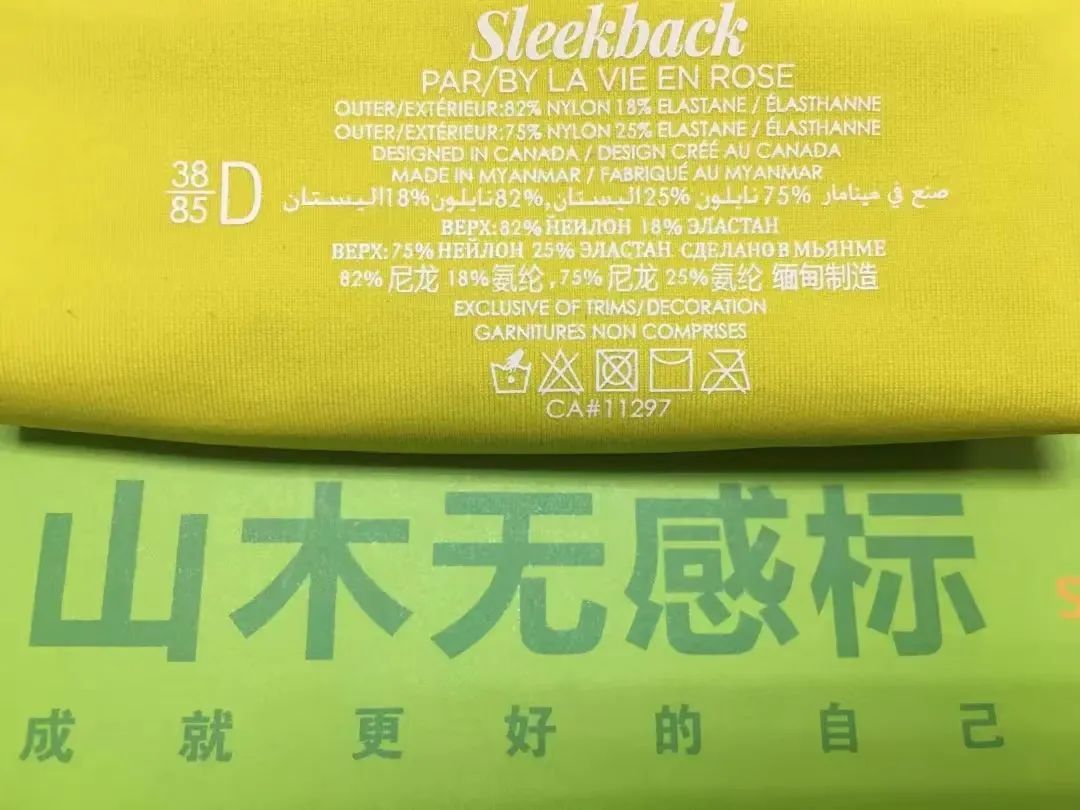 Sleekback
PAR/BY LA VIE EN ROSE
OUTER/EXTÉRIEUR:82% NYLON 18% ELASTANE / ÉLASTHANNE
OUTER/EXTÉRIEUR:75% NYLON 25% ELASTANE / ÉLASTHANNE
DESIGNED IN CANADA / DESIGN CRÉÉ AU CANADA
MADE IN MYANMAR / FABRIQUÉ AU MYANMAR
38
85 D
صنع في مينامار 75% نايلون 25% اليستان,82%نايلون18%اليستان
ВЕРХ: 82% НЕЙЛОН 18% ЭЛАСТАН
ВЕРХ: 75% НЕЙЛОН 25% ЭЛАСТАН. СДЕЛАНО В МЬЯНМЕ
82% 尼龙 18% 氨纶 , 75% 尼龙 25% 氨纶 缅甸制造
EXCLUSIVE OF TRIMS/DECORATION
GARNITURES NON COMPRISES
CA#11297
山木无感标
S
成就更好的自己